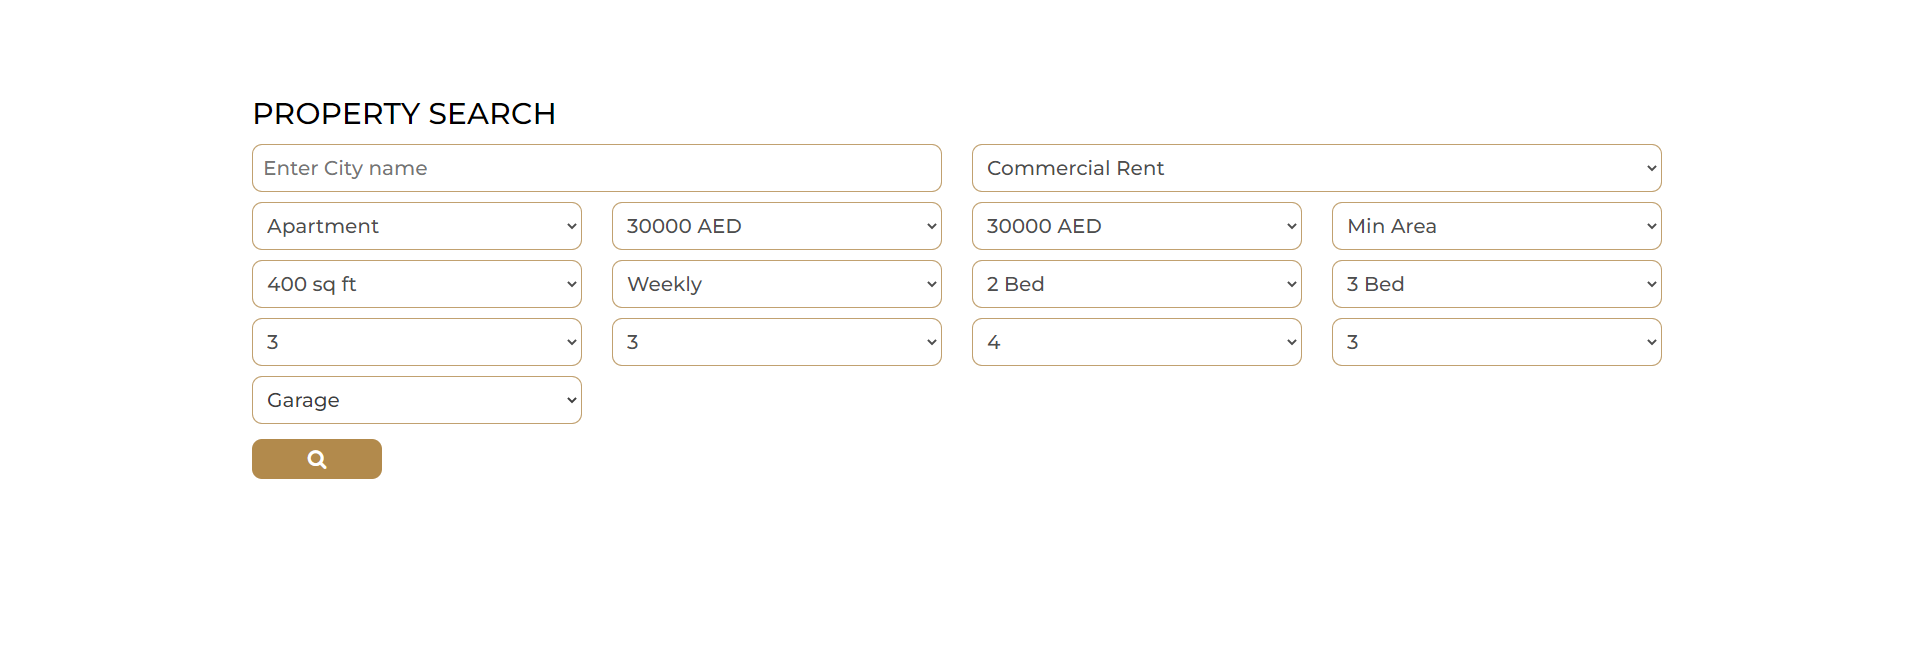 PROPERTY SEARCH
Enter City name Commercial Rent
Apartment 30000 AED 30000 AED Min Area
400 sq ft Weekly 2 Bed 3 Bed
3 3 4 3
Garage